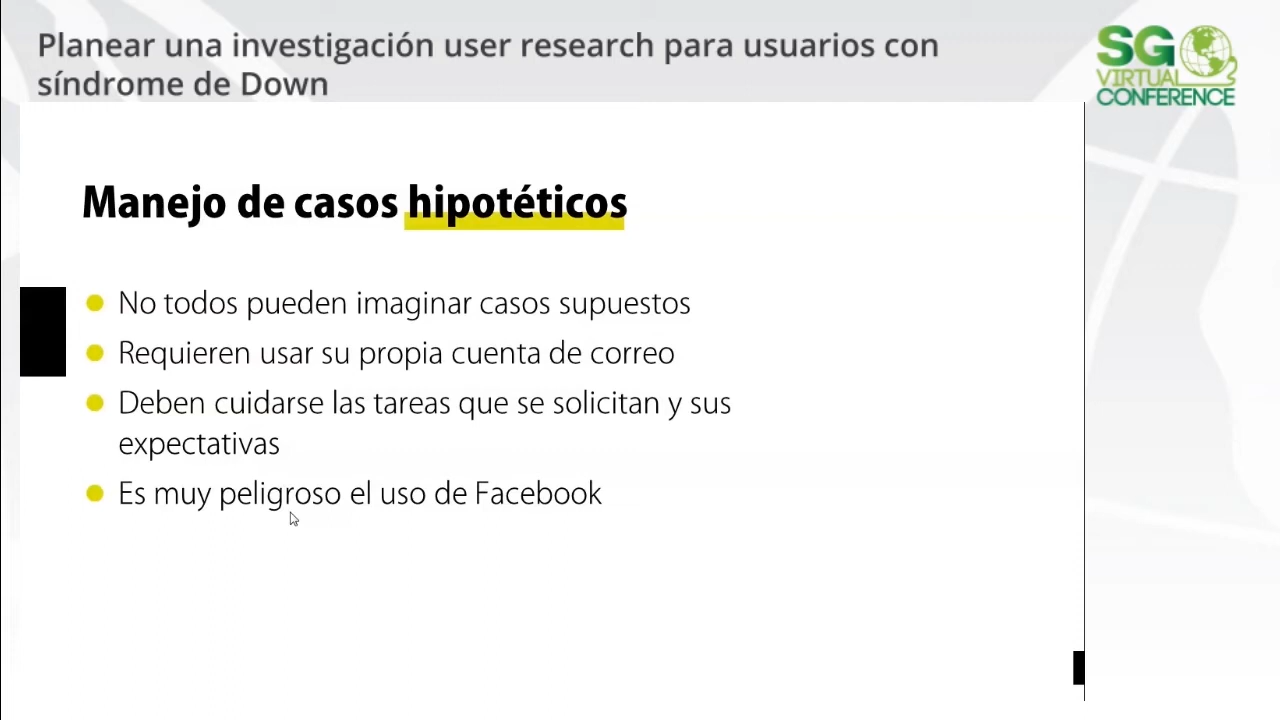 Planear una investigación user research para usuarios con
síndrome de Down
SG
VIRTUAL
CONFERENCE
Manejo de casos hipotéticos
No todos pueden imaginar casos supuestos
Requieren usar su propia cuenta de correo
Deben cuidarse las tareas que se solicitan y sus
expectativas
Es muy peligroso el uso de Facebook